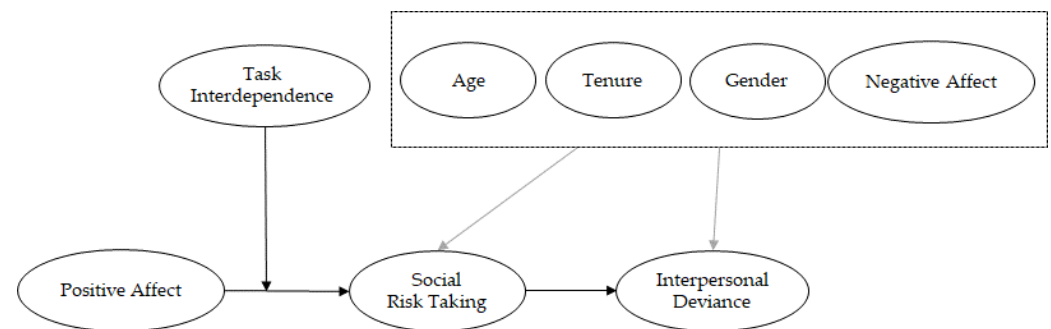 Task
Interdependence
Age
Tenure
Gender
Negative Affect
Positive Affect
Social
Risk Taking
Interpersonal
Deviance